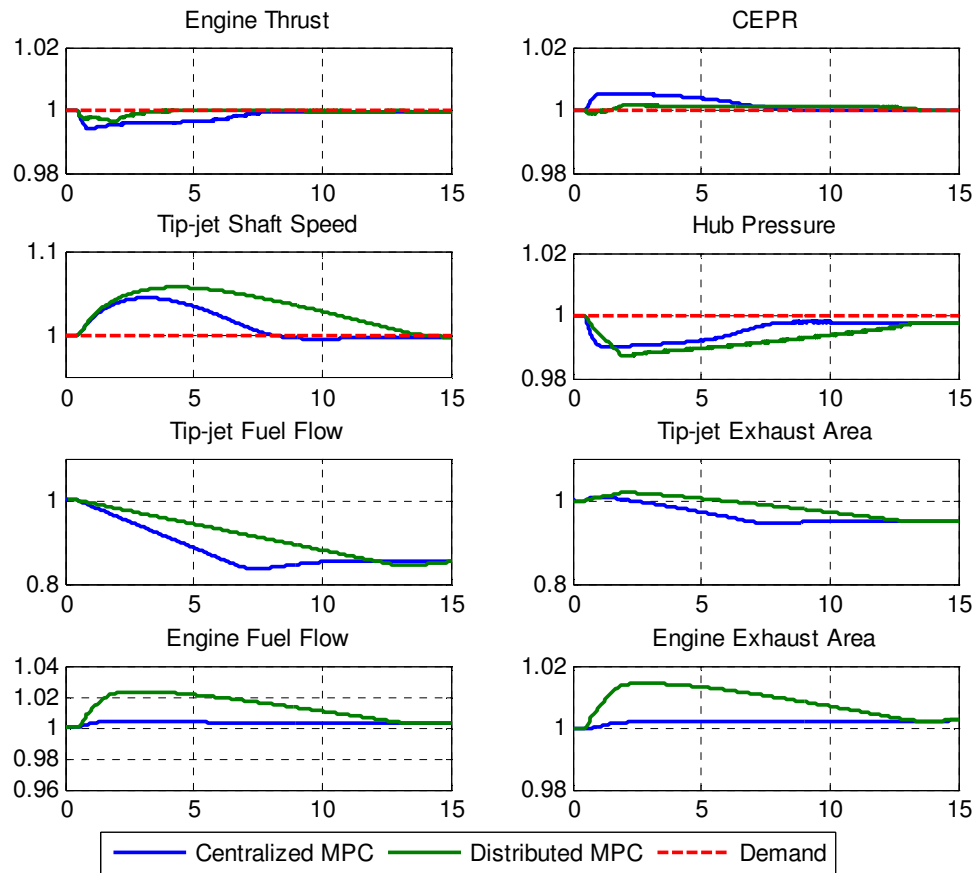 Engine Thrust
1.02
1
0.98
0 5 10 15
CEPR
1.02
1
0.98
0 5 10 15
Tip-jet Shaft Speed
1.1
1
0 5 10 15
Hub Pressure
1.02
1
0.98
0 5 10 15
Tip-jet Fuel Flow
1
0.8
0 5 10 15
Tip-jet Exhaust Area
1
0.8
0 5 10 15
Engine Fuel Flow
1.04
1.02
1
0.98
0.96
0 5 10 15
Engine Exhaust Area
1.02
1
0.98
0 5 10 15
Centralized MPC Distributed MPC Demand